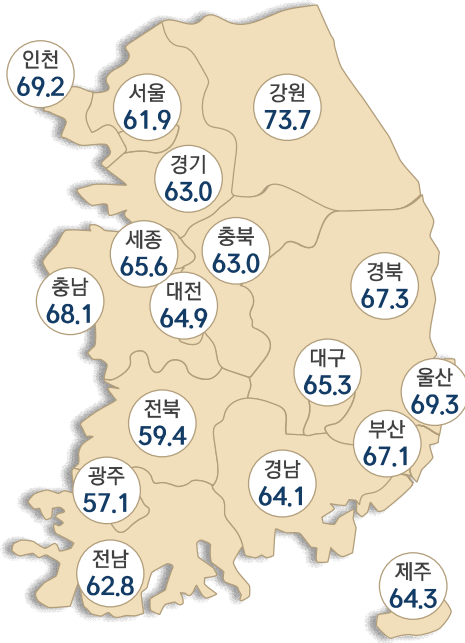 인천
69.2
서울
61.9
강원
73.7
경기
63.0
세종
65.6
충북
63.0
충남
68.1
대전
64.9
경북
67.3
대구
65.3
울산
69.3
전북
59.4
부산
67.1
광주
57.1
경남
64.1
전남
62.8
제주
64.3